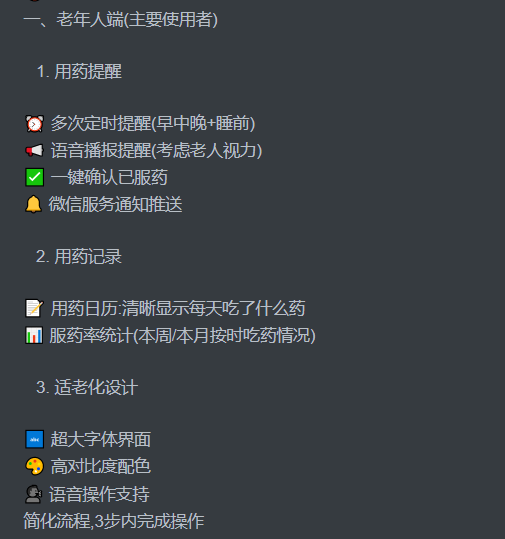 一、老年人端(主要使用者)
1. 用药提醒
⏰ 多次定时提醒(早中晚+睡前)
📢 语音播报提醒(考虑老人视力)
✅ 一键确认已服药
🔔 微信服务通知推送
2. 用药记录
📝 用药日历:清晰显示每天吃了什么药
📊 服药率统计(本周/本月按时吃药情况)
3. 适老化设计
🔤 超大字体界面
🎨 高对比度配色
🗣 语音操作支持
简化流程,3步内完成操作